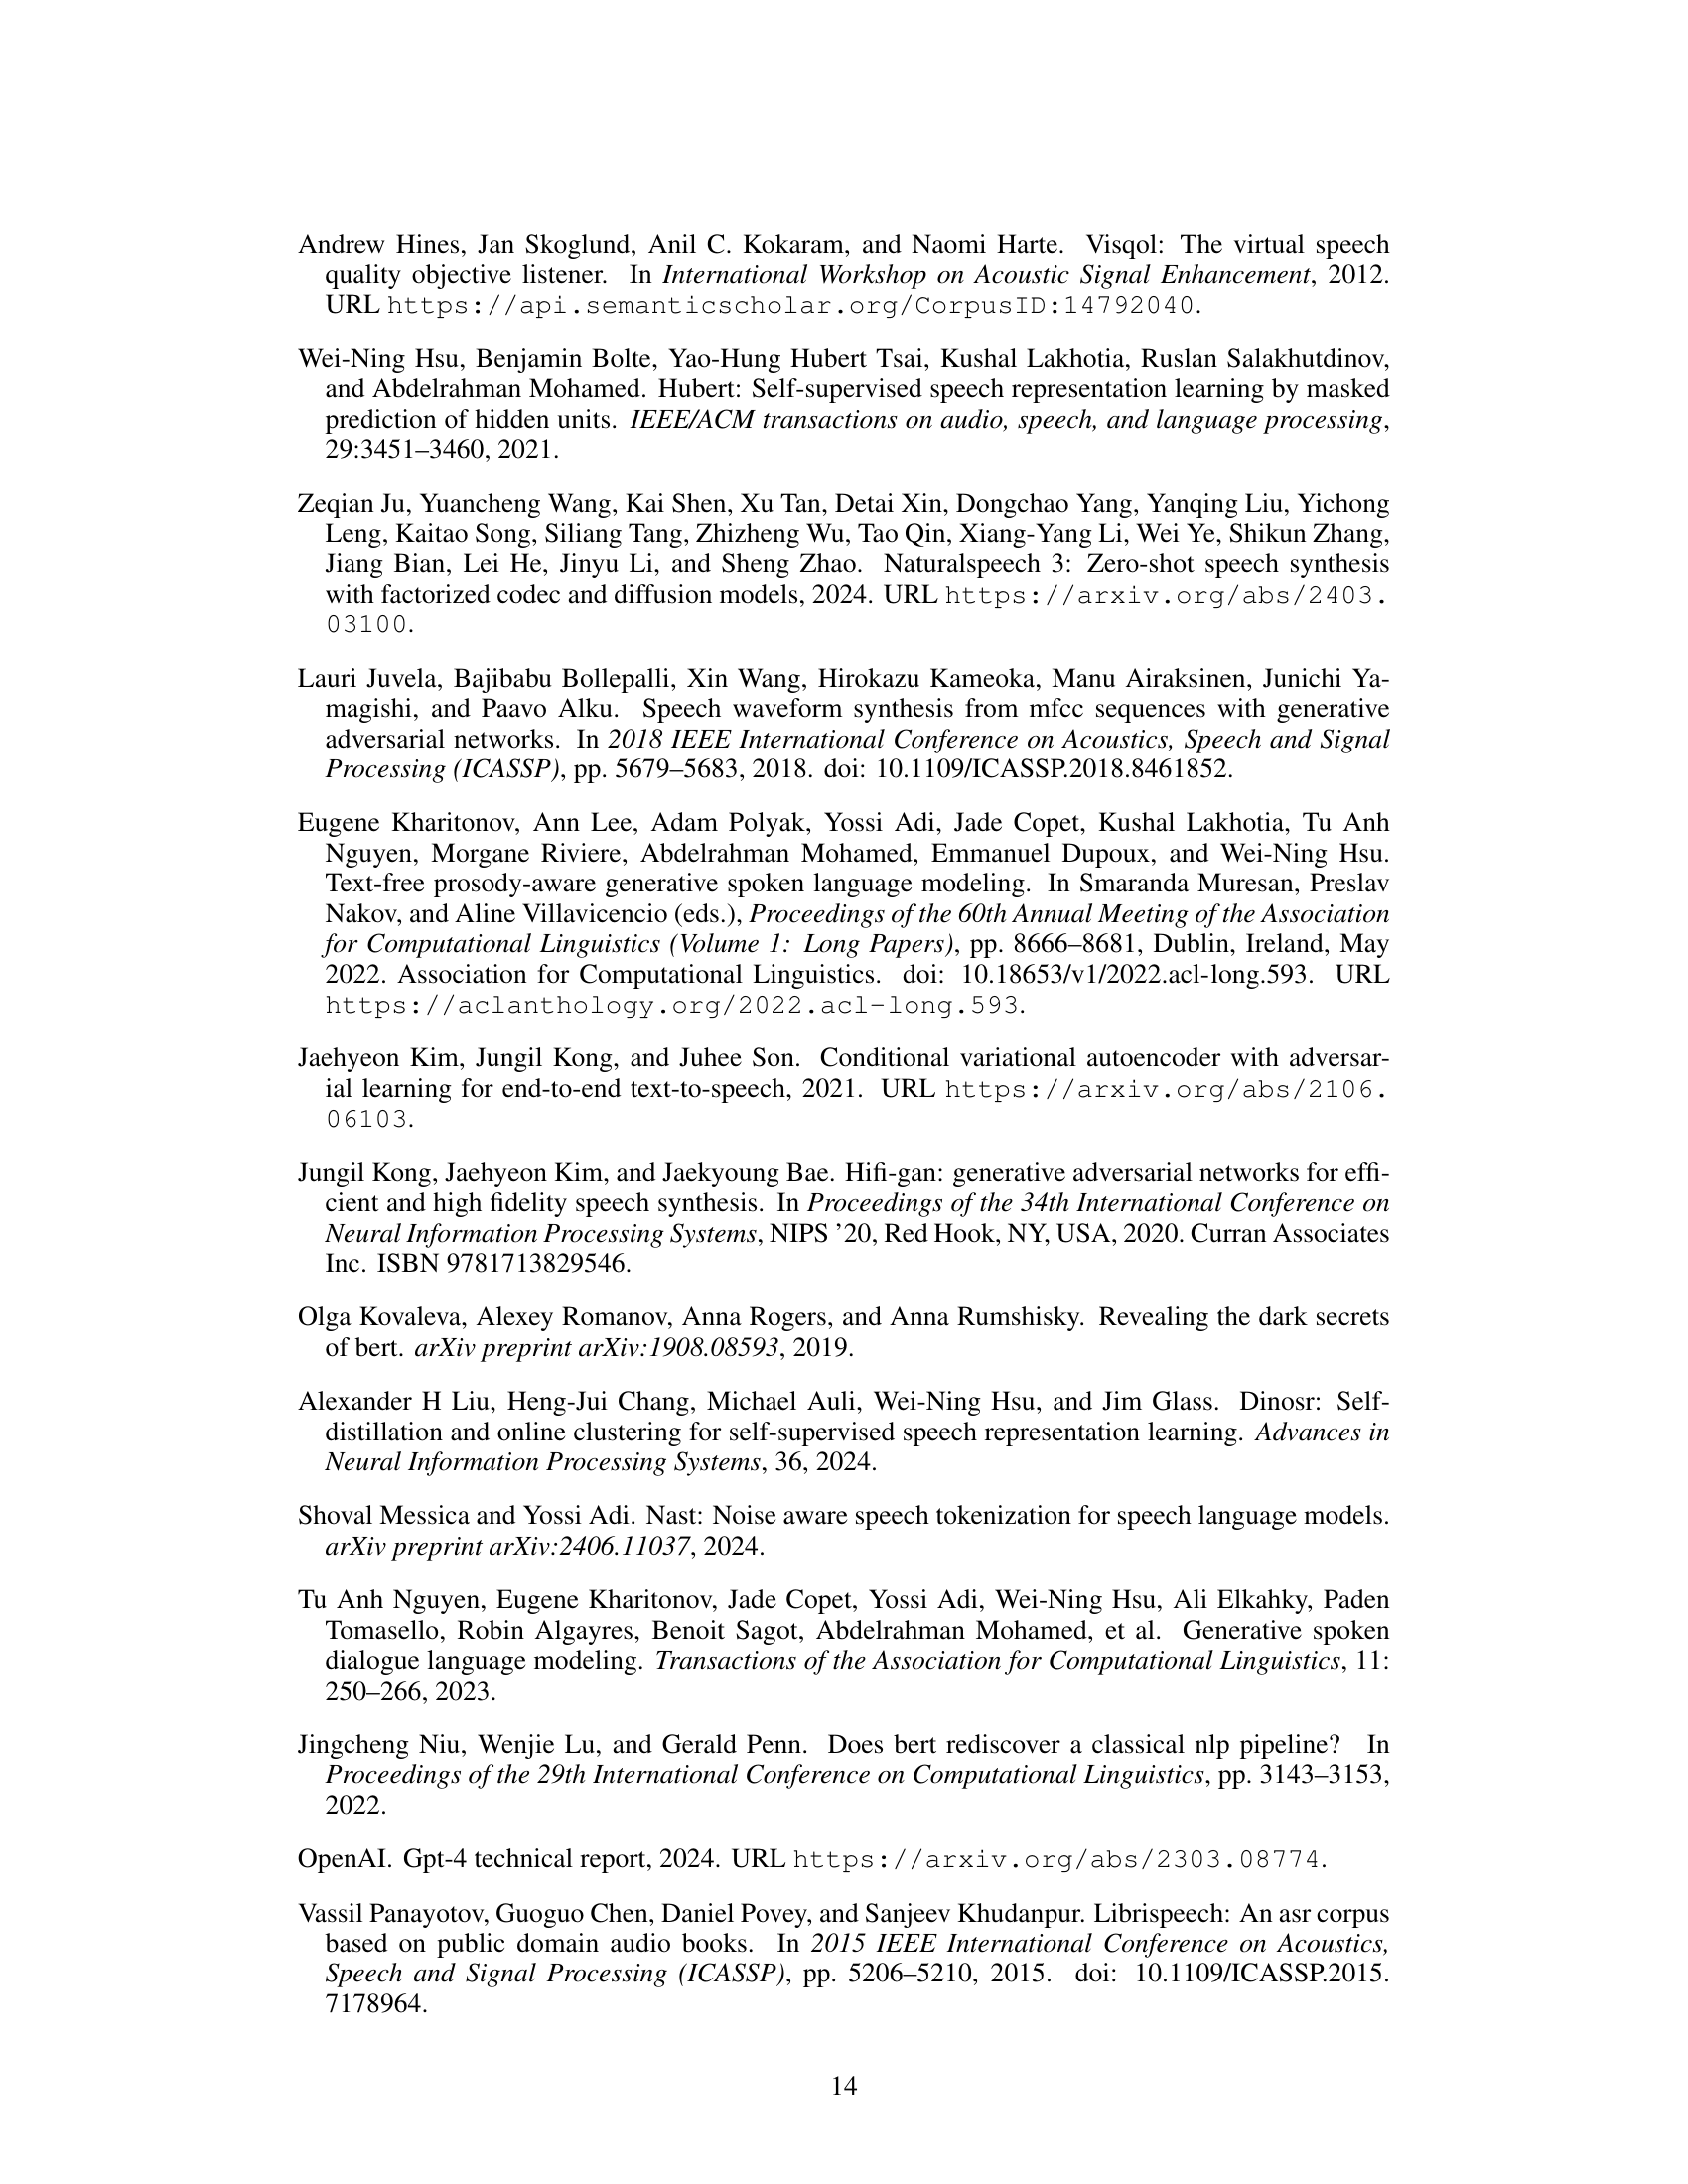 Andrew Hines, Jan Skoglund, Anil C. Kokaram, and Naomi Harte. Visqol: The virtual speech
quality objective listener. In International Workshop on Acoustic Signal Enhancement, 2012.
URL https://api.semanticscholar.org/CorpusID:14792040.
Wei-Ning Hsu, Benjamin Bolte, Yao-Hung Hubert Tsai, Kushal Lakhotia, Ruslan Salakhutdinov,
and Abdelrahman Mohamed. Hubert: Self-supervised speech representation learning by masked
prediction of hidden units. IEEE/ACM transactions on audio, speech, and language processing,
29:3451–3460, 2021.
Zeqian Ju, Yuancheng Wang, Kai Shen, Xu Tan, Detai Xin, Dongchao Yang, Yanqing Liu, Yichong
Leng, Kaitao Song, Siliang Tang, Zhizheng Wu, Tao Qin, Xiang-Yang Li, Wei Ye, Shikun Zhang,
Jiang Bian, Lei He, Jinyu Li, and Sheng Zhao. Naturalspeech 3: Zero-shot speech synthesis
with factorized codec and diffusion models, 2024. URL https://arxiv.org/abs/2403.
03100.
Lauri Juvela, Bajibabu Bollepalli, Xin Wang, Hirokazu Kameoka, Manu Airaksinen, Junichi Ya-
magishi, and Paavo Alku. Speech waveform synthesis from mfcc sequences with generative
adversarial networks. In 2018 IEEE International Conference on Acoustics, Speech and Signal
Processing (ICASSP), pp. 5679–5683, 2018. doi: 10.1109/ICASSP.2018.8461852.
Eugene Kharitonov, Ann Lee, Adam Polyak, Yossi Adi, Jade Copet, Kushal Lakhotia, Tu Anh
Nguyen, Morgane Riviere, Abdelrahman Mohamed, Emmanuel Dupoux, and Wei-Ning Hsu.
Text-free prosody-aware generative spoken language modeling. In Smaranda Muresan, Preslav
Nakov, and Aline Villavicencio (eds.), Proceedings of the 60th Annual Meeting of the Association
for Computational Linguistics (Volume 1: Long Papers), pp. 8666–8681, Dublin, Ireland, May
2022. Association for Computational Linguistics. doi: 10.18653/v1/2022.acl-long.593. URL
https://aclanthology.org/2022.acl-long.593.
Jaehyeon Kim, Jungil Kong, and Juhee Son. Conditional variational autoencoder with adversar-
ial learning for end-to-end text-to-speech, 2021. URL https://arxiv.org/abs/2106.
06103.
Jungil Kong, Jaehyeon Kim, and Jaekyoung Bae. Hifi-gan: generative adversarial networks for effi-
cient and high fidelity speech synthesis. In Proceedings of the 34th International Conference on
Neural Information Processing Systems, NIPS ’20, Red Hook, NY, USA, 2020. Curran Associates
Inc. ISBN 9781713829546.
Olga Kovaleva, Alexey Romanov, Anna Rogers, and Anna Rumshisky. Revealing the dark secrets
of bert. arXiv preprint arXiv:1908.08593, 2019.
Alexander H Liu, Heng-Jui Chang, Michael Auli, Wei-Ning Hsu, and Jim Glass. Dinosr: Self-
distillation and online clustering for self-supervised speech representation learning. Advances in
Neural Information Processing Systems, 36, 2024.
Shoval Messica and Yossi Adi. Nast: Noise aware speech tokenization for speech language models.
arXiv preprint arXiv:2406.11037, 2024.
Tu Anh Nguyen, Eugene Kharitonov, Jade Copet, Yossi Adi, Wei-Ning Hsu, Ali Elkahky, Paden
Tomasello, Robin Algayres, Benoit Sagot, Abdelrahman Mohamed, et al. Generative spoken
dialogue language modeling. Transactions of the Association for Computational Linguistics, 11:
250–266, 2023.
Jingcheng Niu, Wenjie Lu, and Gerald Penn. Does bert rediscover a classical nlp pipeline? In
Proceedings of the 29th International Conference on Computational Linguistics, pp. 3143–3153,
2022.
OpenAI. Gpt-4 technical report, 2024. URL https://arxiv.org/abs/2303.08774.
Vassil Panayotov, Guoguo Chen, Daniel Povey, and Sanjeev Khudanpur. Librispeech: An asr corpus
based on public domain audio books. In 2015 IEEE International Conference on Acoustics,
Speech and Signal Processing (ICASSP), pp. 5206–5210, 2015. doi: 10.1109/ICASSP.2015.
7178964.
14